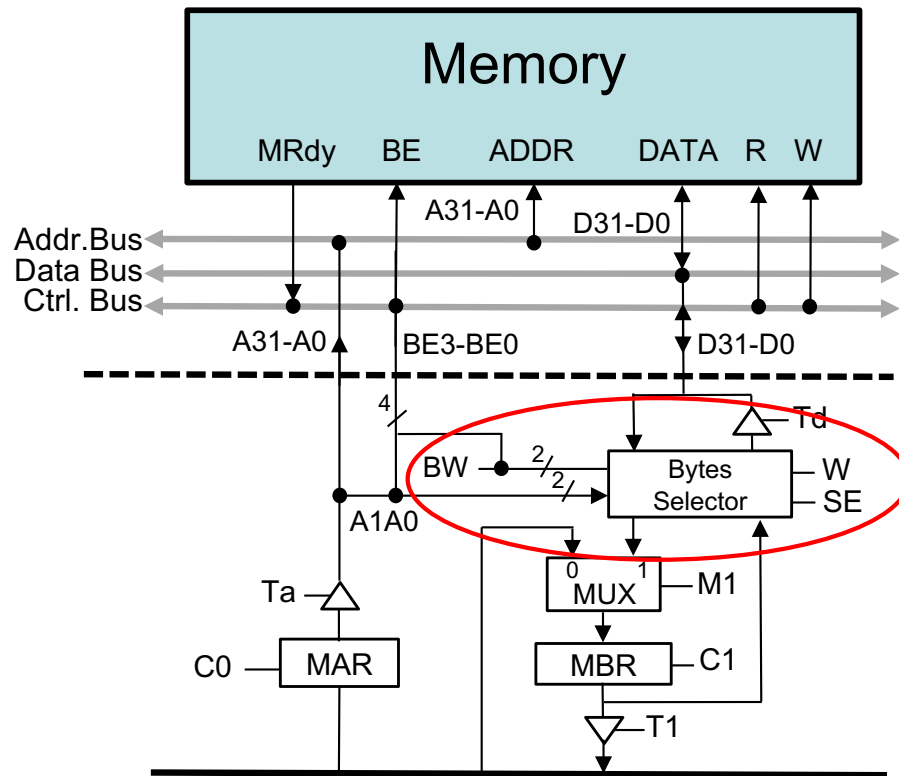 Memory
MRdy BE ADDR DATA R W
A31-A0 D31-D0
Addr.Bus
Data Bus
Ctrl. Bus
A31-A0 BE3-BE0 D31-D0
4
Td
BW 2
2
Bytes
Selector
W
SE
A1A0
0 1
MUX
M1
Ta
C0 MAR
MBR C1
T1